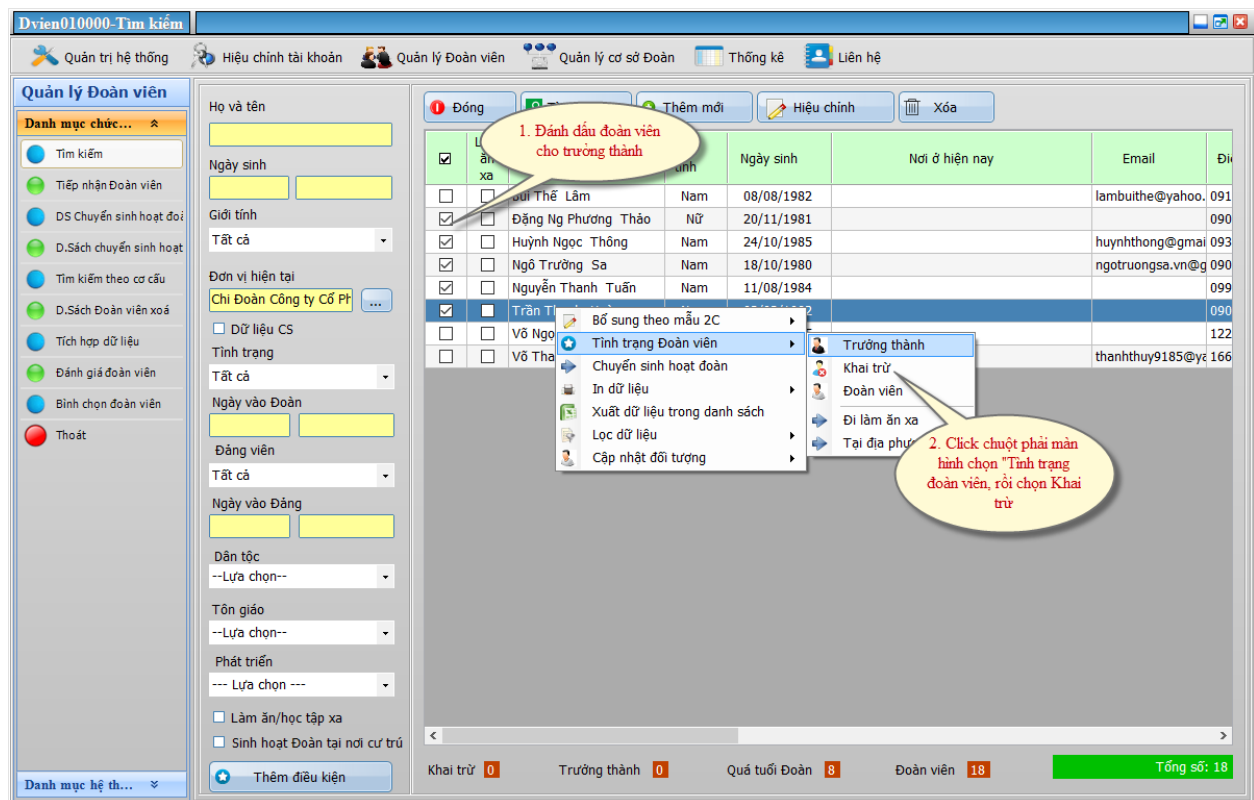 Dvien010000-Tìm kiếm
Quản trị hệ thống Hiệu chỉnh tài khoản Quản lý Đoàn viên Quản lý cơ sở Đoàn Thống kê Liên hệ
Quản lý Đoàn viên
Danh mục chức...
Tìm kiếm
Tiếp nhận Đoàn viên
DS Chuyển sinh hoạt đoà
D.Sách chuyển sinh hoạt
Tìm kiếm theo cơ cấu
D.Sách Đoàn viên xoá
Tích hợp dữ liệu
Đánh giá đoàn viên
Bình chọn đoàn viên
Thoát
Danh mục hệ th...
Họ và tên
Ngày sinh
Giới tính
Tất cả
Đơn vị hiện tại
Chi Đoàn Công ty Cổ Ph ...
Dữ liệu CS
Tình trạng
Tất cả
Ngày vào Đoàn
Đảng viên
Tất cả
Ngày vào Đảng
Dân tộc
--Lựa chọn--
Tôn giáo
--Lựa chọn--
Phát triển
--- Lựa chọn ---
Làm ăn/học tập xa
Sinh hoạt Đoàn tại nơi cư trú
Thêm điều kiện
Đóng Thêm mới Hiệu chỉnh Xóa
1. Đánh dấu đoàn viên
cho trưởng thành
xa tính Ngày sinh Nơi ở hiện nay Email
Bùi Thế Lâm Nam 08/08/1982 lambuithe@yahoo. 091
Đặng Ng Phương Thảo Nữ 20/11/1981 090
Huỳnh Ngọc Thông Nam 24/10/1985 huynhthong@gmai 093
Ngô Trường Sa Nam 18/10/1980 ngotruongsa.vn@g 090
Nguyễn Thanh Tuấn Nam 11/08/1984 099
Trần 090
Võ 122
Võ thanhthuy9185@ya 166
Bổ sung theo mẫu 2C
Tình trạng Đoàn viên
Chuyển sinh hoạt đoàn
In dữ liệu
Xuất dữ liệu trong danh sách
Lọc dữ liệu
Cập nhật đối tượng
Trưởng thành
Khai trừ
Đoàn viên
Đi làm ăn xa
Tại địa
2. Click chuột phải màn
hình chọn "Tình trạng
đoàn viên, rồi chọn Khai
trừ
Khai trừ 0 Trưởng thành 0 Quá tuổi Đoàn 8 Đoàn viên 18 Tổng số: 18